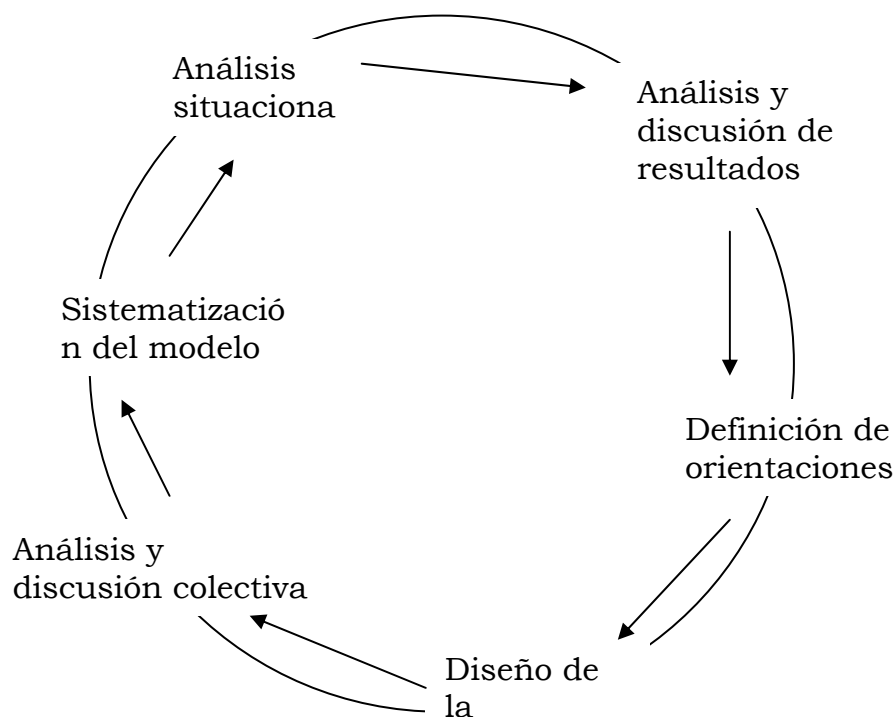 Análisis
situaciona
Análisis y
discusión de
resultados
Definición de
orientaciones
Diseño de
la
Análisis y
discusión colectiva
Sistematizació
n del modelo